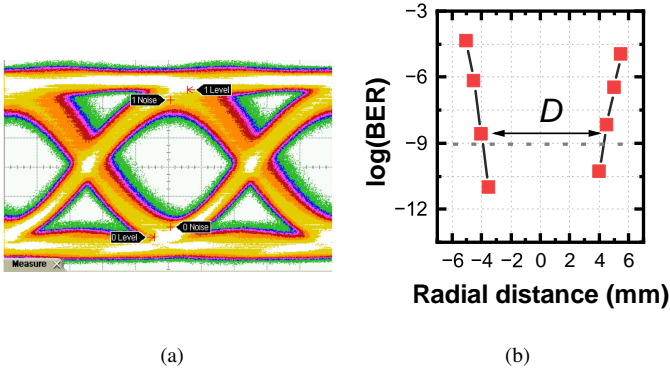 1 Level
1 Noise
0 Noise
0 Level
Measure
(a)
log(BER)
−3
−6
−9
−12
D
−6 −4 −2 0 2 4 6
Radial distance (mm)
(b)